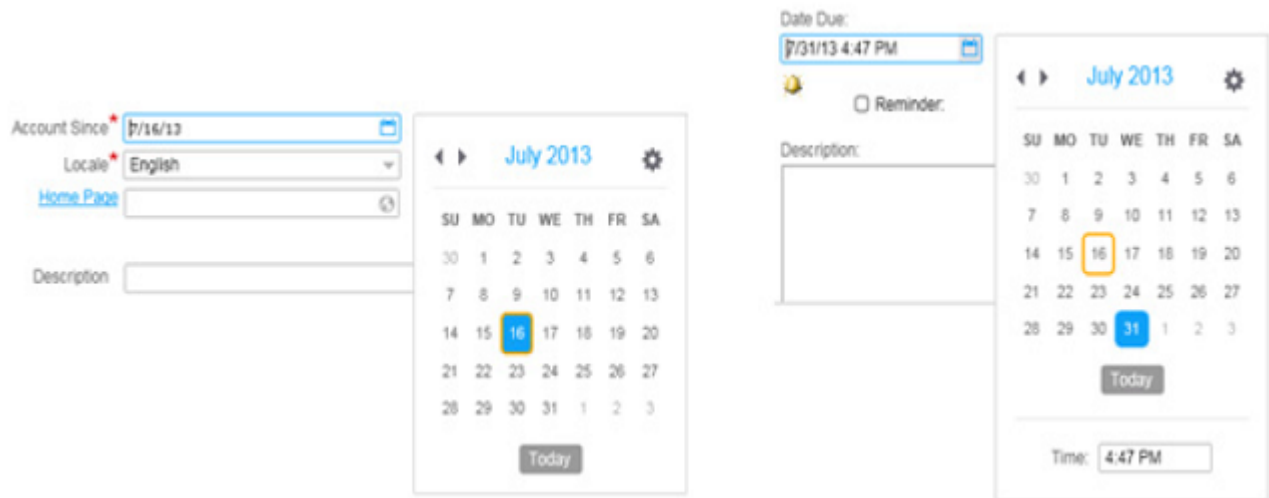 Account Since* 7/16/13
Locale* English
Home Page
Description
July 2013
SU MO TU WE TH FR SA
30 1 2 3 4 5 6
7 8 9 10 11 12 13
14 15 16 17 18 19 20
21 22 23 24 25 26 27
28 29 30 31 1 2 3
Today
Date Due:
7/31/13 4:47 PM
Reminder:
Description:
July 2013
SU MO TU WE TH FR SA
30 1 2 3 4 5 6
7 8 9 10 11 12 13
14 15 16 17 18 19 20
21 22 23 24 25 26 27
28 29 30 31 1 2 3
Today
Time: 4:47 PM